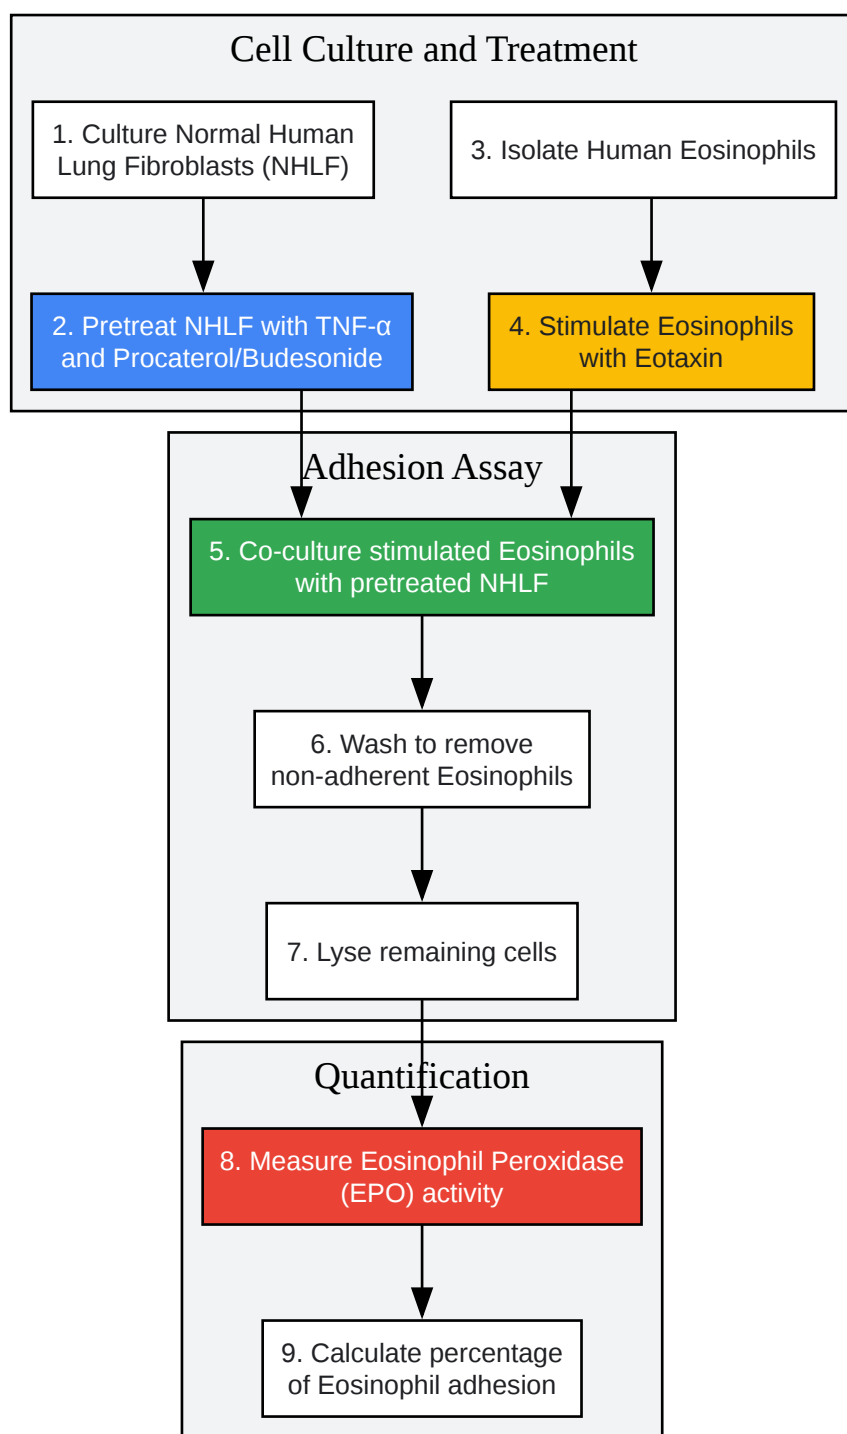 Cell Culture and Treatment
1. Culture Normal Human
Lung Fibroblasts (NHLF)
3. Isolate Human Eosinophils
2. Pretreat NHLF with TNF-α
and Procaterol/Budesonide
4. Stimulate Eosinophils
with Eotaxin
Adhesion Assay
5. Co-culture stimulated Eosinophils
with pretreated NHLF
6. Wash to remove
non-adherent Eosinophils
7. Lyse remaining cells
Quantification
8. Measure Eosinophil Peroxidase
(EPO) activity
9. Calculate percentage
of Eosinophil adhesion